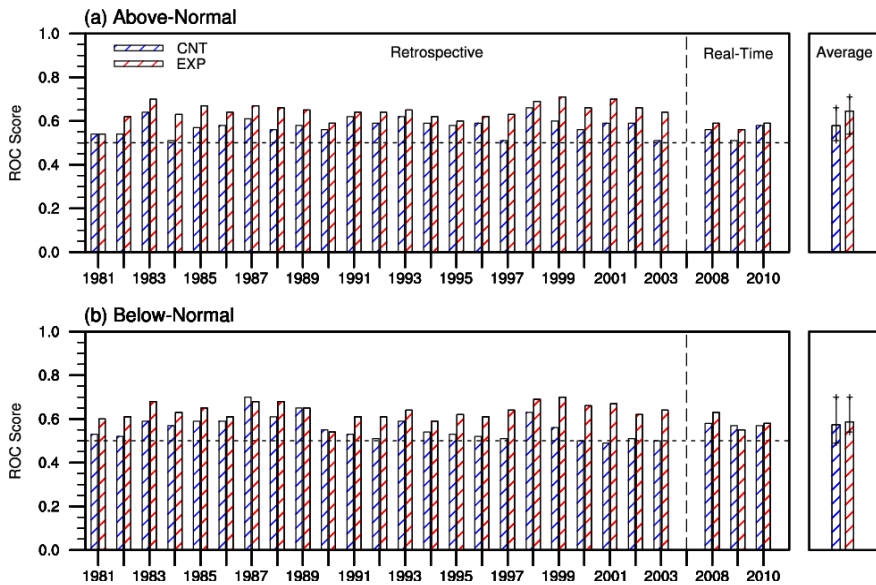 (a) Above-Normal
ROC Score
1.0
0.8
0.6
0.4
0.2
0.0
CNT
EXP
Retrospective
Real-Time
Average
1981 1983 1985 1987 1989 1991 1993 1995 1997 1999 2001 2003 2008 2010
(b) Below-Normal
ROC Score
1.0
0.8
0.6
0.4
0.2
0.0
1981 1983 1985 1987 1989 1991 1993 1995 1997 1999 2001 2003 2008 2010